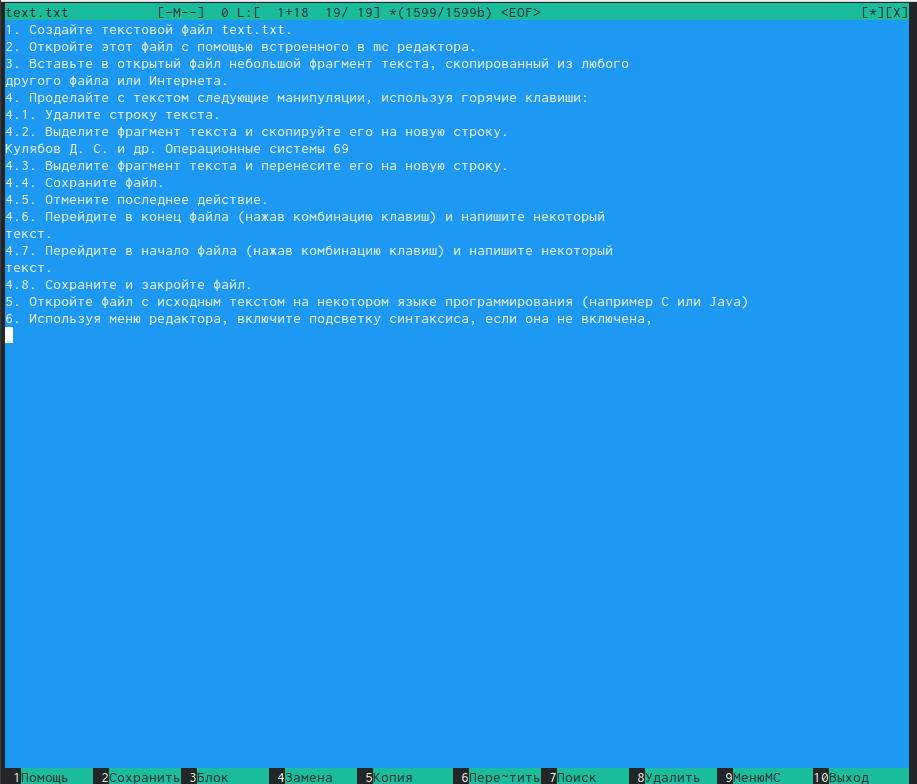 text.txt [-M--] 0 L:[ 1+18 19/ 19] *(1599/1599b) <EOF> [*][X]
1. Создайте текстовой файл text.txt.
2. Откройте этот файл с помощью встроенного в mc редактора.
3. Вставьте в открытый файл небольшой фрагмент текста, скопированный из любого
другого файла или Интернета.
4. Проделайте с текстом следующие манипуляции, используя горячие клавиши:
4.1. Удалите строку текста.
4.2. Выделите фрагмент текста и скопируйте его на новую строку.
Кулябов Д. С. и др. Операционные системы 69
4.3. Выделите фрагмент текста и перенесите его на новую строку.
4.4. Сохраните файл.
4.5. Отмените последнее действие.
4.6. Перейдите в конец файла (нажав комбинацию клавиш) и напишите некоторый
текст.
4.7. Перейдите в начало файла (нажав комбинацию клавиш) и напишите некоторый
текст.
4.8. Сохраните и закройте файл.
5. Откройте файл с исходным текстом на некотором языке программирования (например C или Java)
6. Используя меню редактора, включите подсветку синтаксиса, если она не включена,
1Помощь 2Сохранить 3Блок 4Замена 5Копия 6Пере~тить 7Поиск 8Удалить 9МенюМС 10Выход